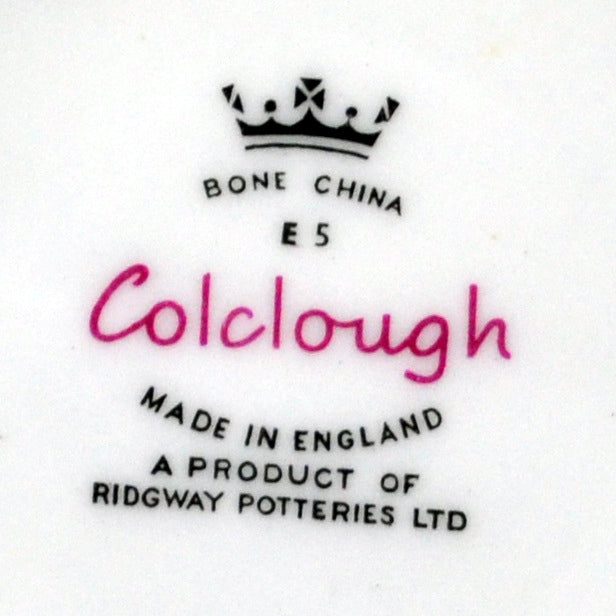 BONE CHINA
E 5
Colclough
MADE IN ENGLAND
A PRODUCT OF
RIDGWAY POTTERIES LTD